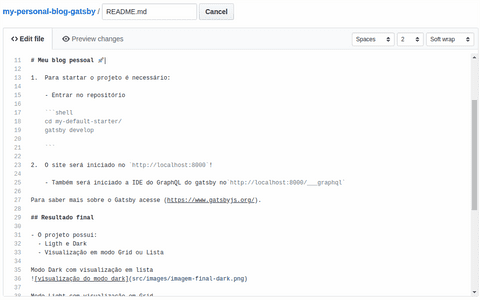 my-personal-blog-gatsby / README.md Cancel
Edit file Preview changes Spaces 2 Soft wrap
11 # Meu blog pessoal 🚀
12
13 1. Para startar o projeto é necessário:
14
15 - Entrar no repositório
16
17 ```shell
18 cd my-default-starter/
19 gatsby develop
20
21 ```
22
23 2. O site será iniciado no `http://localhost:8000`!
24
25 - Também será iniciado a IDE do GraphQL do gatsby no`http://localhost:8000/___graphql`
26
27 Para saber mais sobre o Gatsby acesse (https://www.gatsbyjs.org/).
28
29 ## Resultado final
30
31 - O projeto possui:
32 - Ligth e Dark
33 - Visualização em modo Grid ou Lista
34
35 Modo Dark com visualização em lista
36 ![visualização do modo dark](src/images/imagem-final-dark.png)
37
38 Modo Light com visualização em Grid